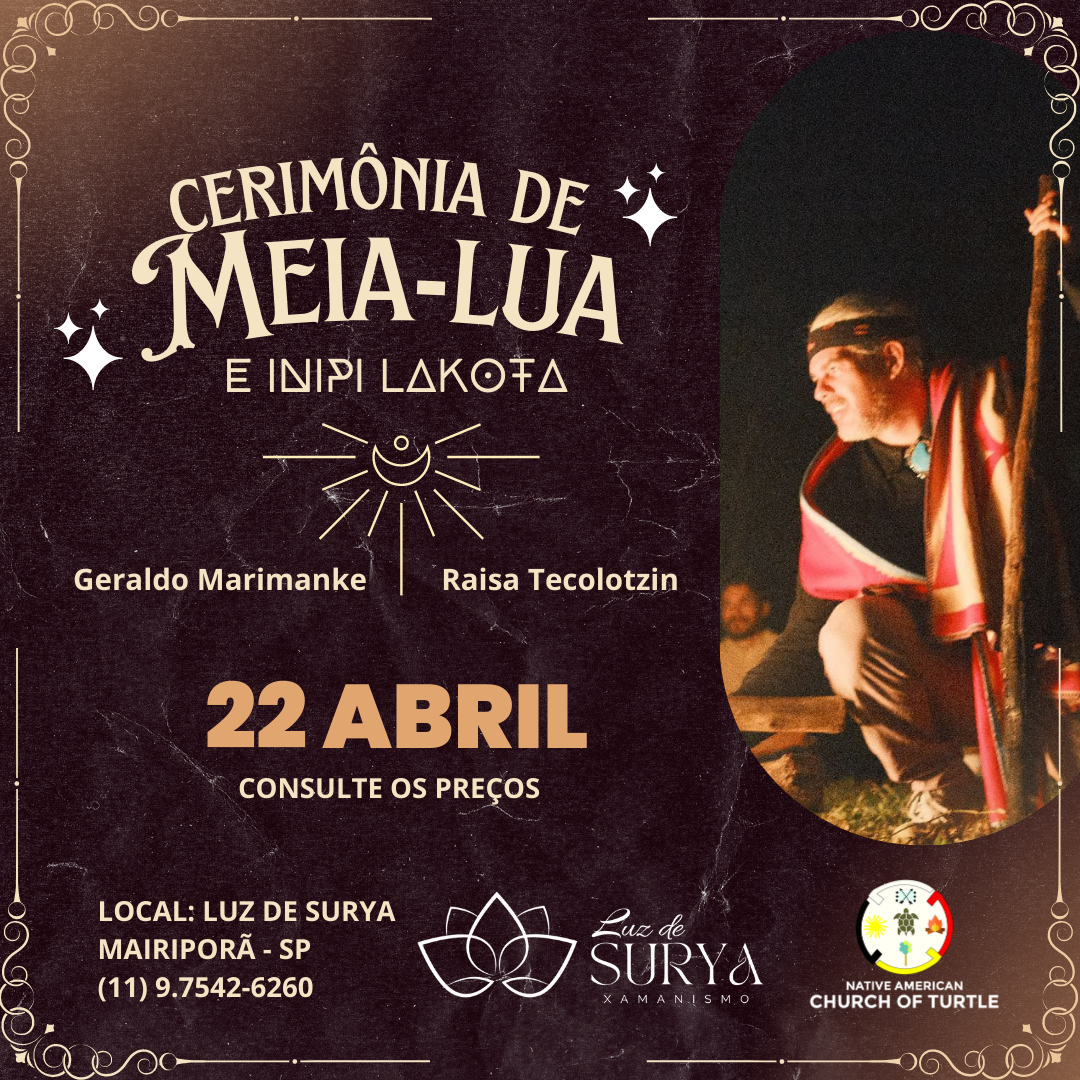 CERIMÔNIA DE
MEIA-LUA
E INIPI LAKOTA
Geraldo Marimanke
Raisa Tecolotzin
22 ABRIL
CONSULTE OS PREÇOS
LOCAL: LUZ DE SURYA
MAIRIPORÃ - SP
(11) 9.7542-6260
Luz de
SURYA
XAMANISMO
NATIVE AMERICAN
CHURCH OF TURTLE